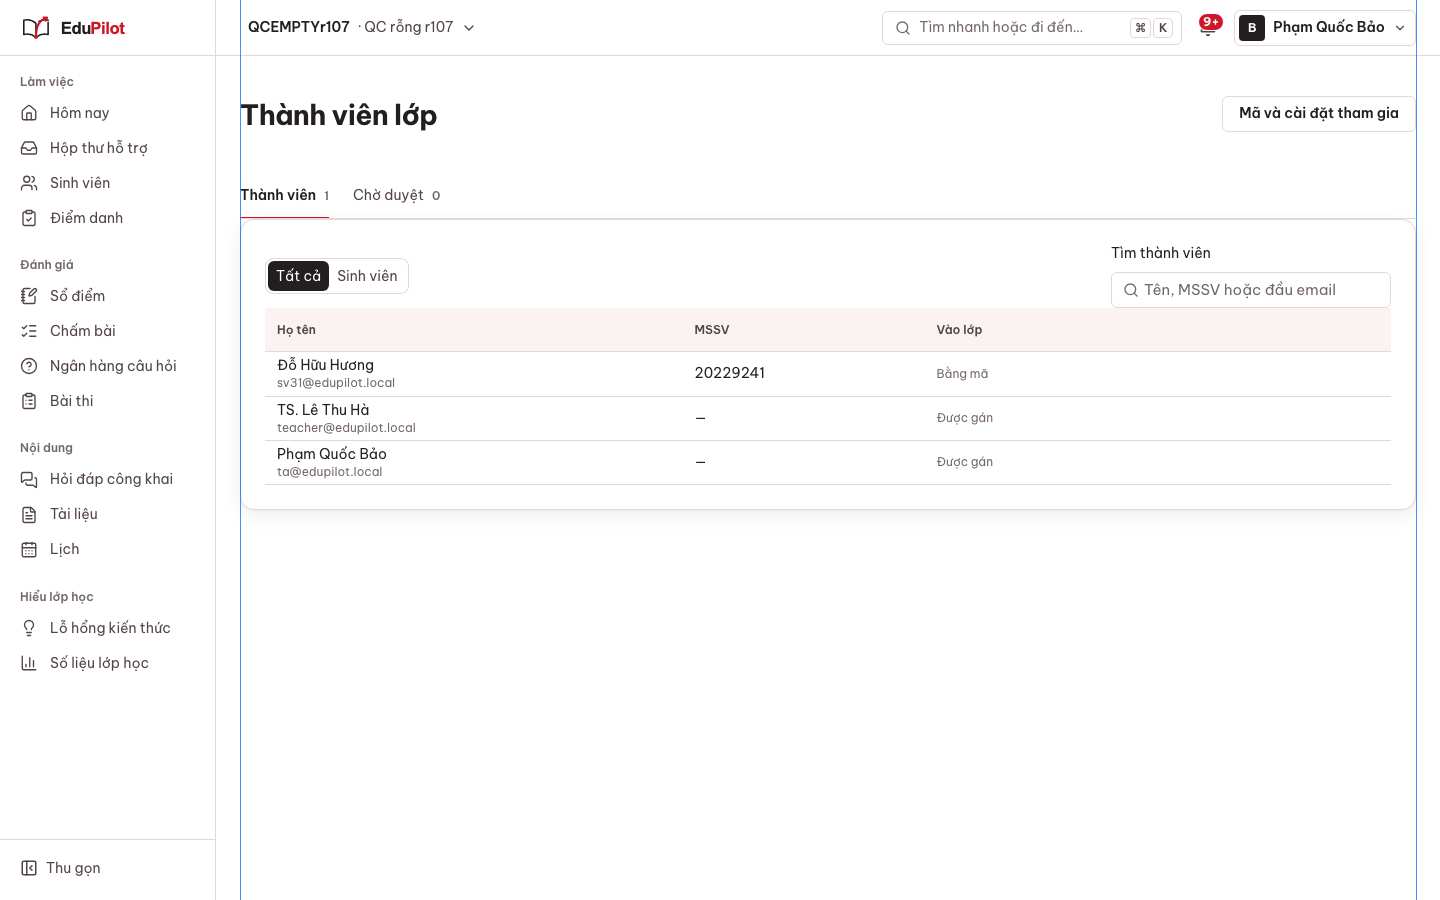 EduPilot
QCEMPTYr107 · QC rỗng r107
Tìm nhanh hoặc đi đến...
⌘ K
9+
B Phạm Quốc Bảo
Làm việc
Hôm nay
Hộp thư hỗ trợ
Sinh viên
Điểm danh
Đánh giá
Sổ điểm
Chấm bài
Ngân hàng câu hỏi
Bài thi
Nội dung
Hỏi đáp công khai
Tài liệu
Lịch
Hiểu lớp học
Lỗ hổng kiến thức
Số liệu lớp học
Thu gọn
Thành viên lớp
Mã và cài đặt tham gia
Thành viên 1 Chờ duyệt 0
Tất cả Sinh viên
Tìm thành viên
Tên, MSSV hoặc đầu email
Họ tên MSSV Vào lớp
Đỗ Hữu Hương
sv31@edupilot.local
20229241 Bằng mã
TS. Lê Thu Hà
teacher@edupilot.local
— Được gán
Phạm Quốc Bảo
ta@edupilot.local
— Được gán